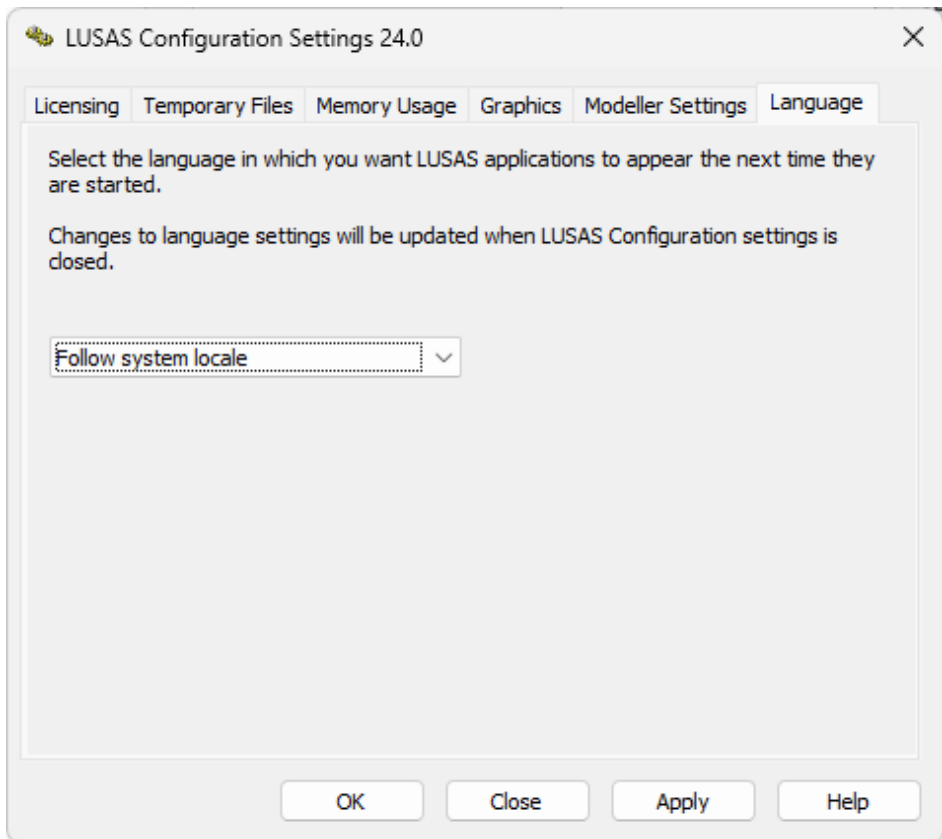 LUSAS Configuration Settings 24.0
Licensing Temporary Files Memory Usage Graphics Modeller Settings Language
Select the language in which you want LUSAS applications to appear the next time they
are started.
Changes to language settings will be updated when LUSAS Configuration settings is
closed.
Follow system locale
OK Close Apply Help